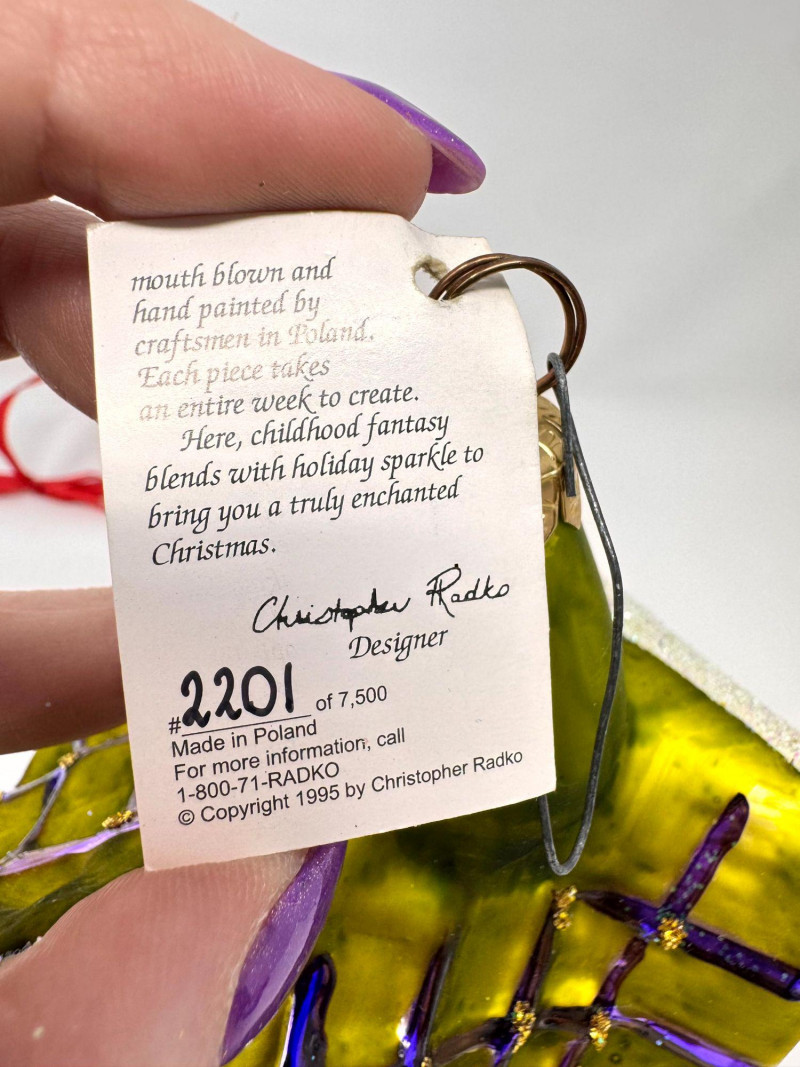 mouth blown and
hand painted by
craftsmen in Poland.
Each piece takes
an entire week to create.
Here, childhood fantasy
blends with holiday sparkle to
bring you a truly enchanted
Christmas.
Christopher Radko
Designer
#2201 of 7,500
Made in Poland
For more information, call
1-800-71-RADKO
© Copyright 1995 by Christopher Radko